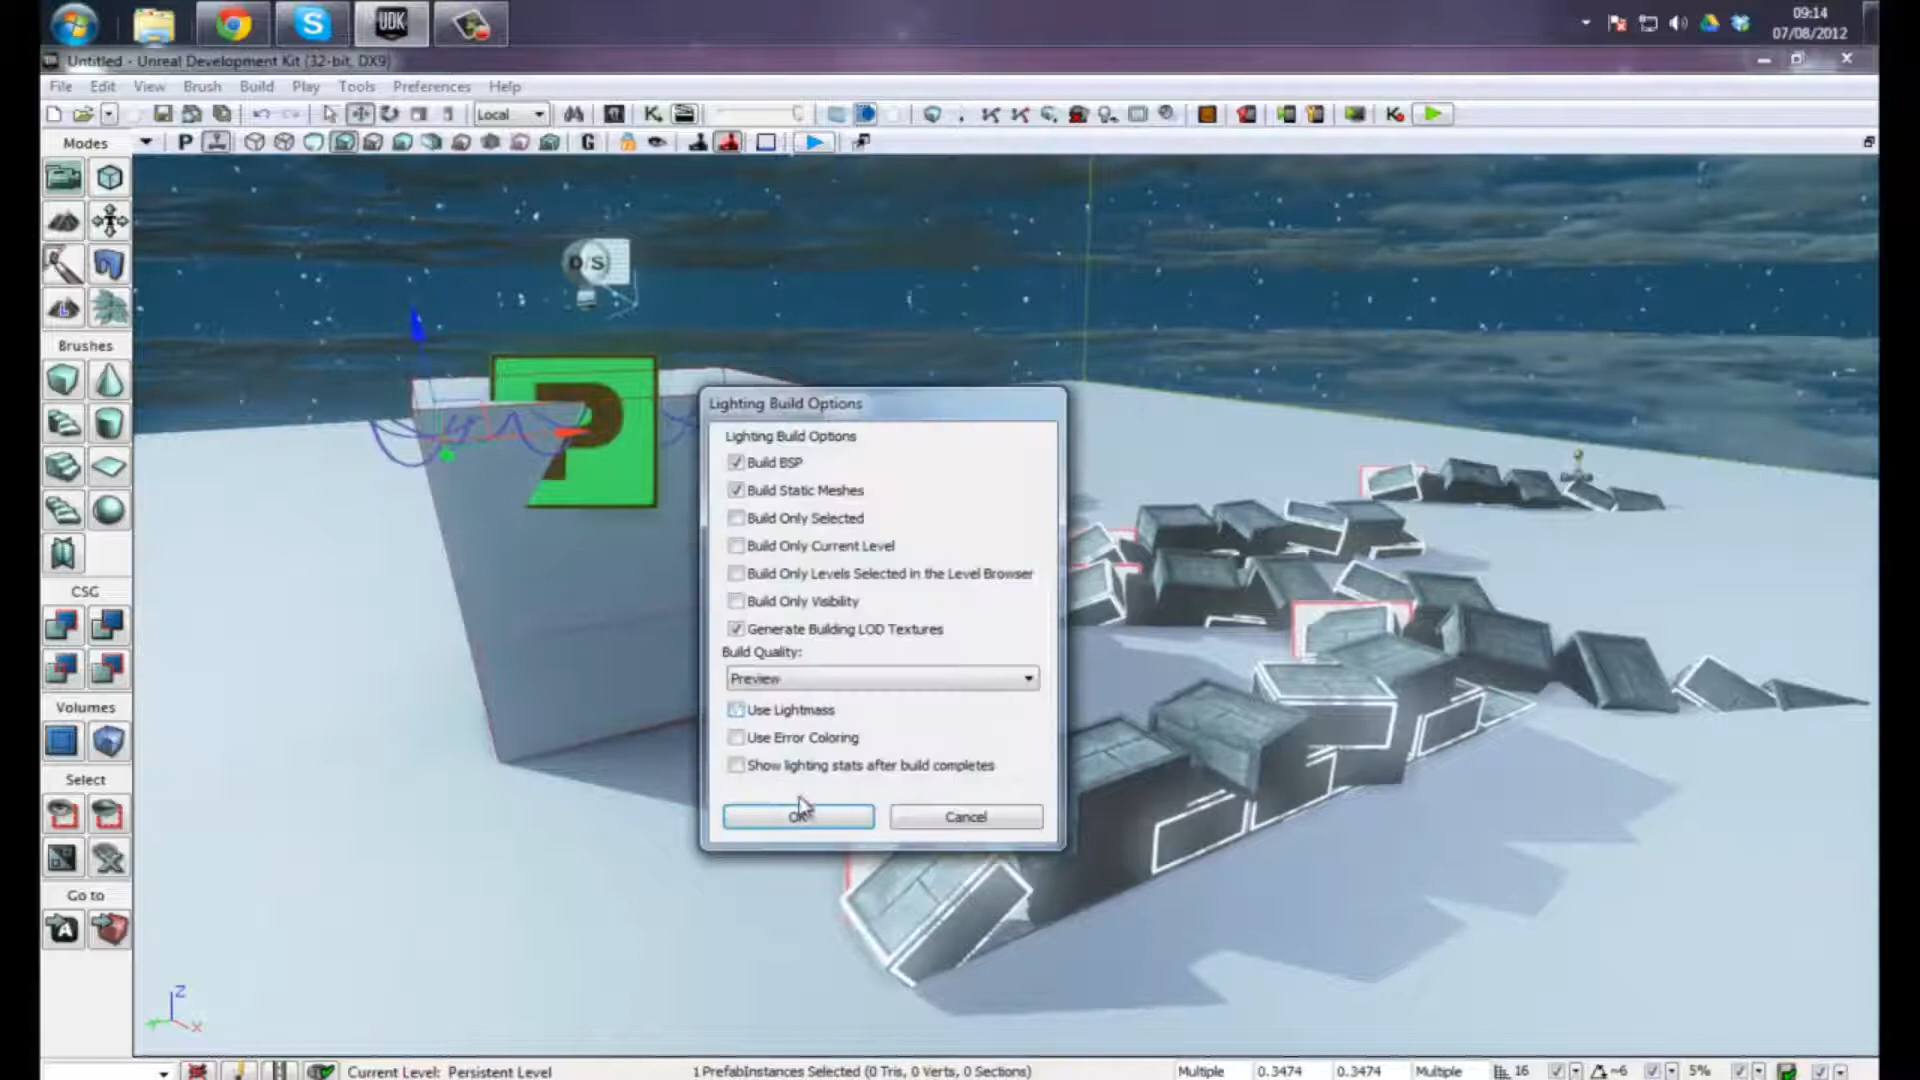 UDK
09:14
07/08/2012
Untitled - Unreal Development Kit (32-bit, DX9)
File Edit View Brush Build Play Tools Preferences Help
Local
Modes
P
G
D/S
Brushes
P
CSG
Volumes
Select
Go to
A
Lighting Build Options
Lighting Build Options
Build BSP
Build Static Meshes
Build Only Selected
Build Only Current Level
Build Only Levels Selected in the Level Browser
Build Only Visibility
Generate Building LOD Textures
Build Quality:
Preview
Use Lightmass
Use Error Coloring
Show lighting stats after build completes
OK Cancel
Z
X
Current Level: Persistent Level 1 PrefabInstances Selected (0 Tris, 0 Verts, 0 Sections) Multiple 0.3474 0.3474 Multiple 16 ~6 5%